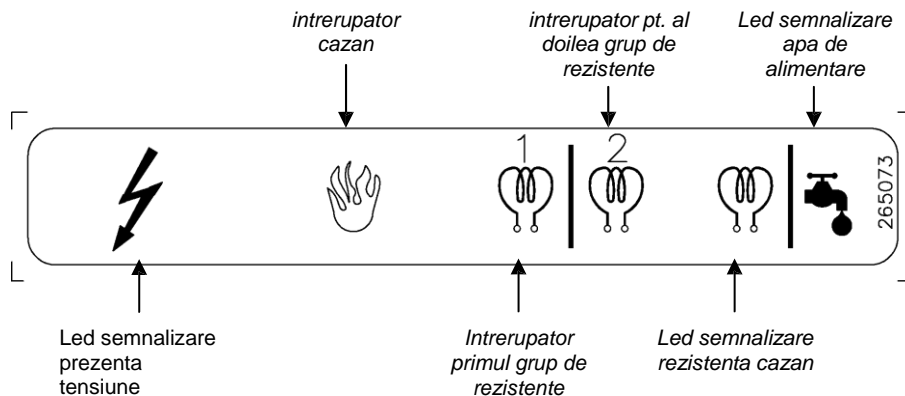 intrerupator
cazan
intrerupator pt. al
doilea grup de
rezistente
Led semnalizare
apa de
alimentare
1
2
265073
Led semnalizare
prezenta
tensiune
Intrerupator
primul grup de
rezistente
Led semnalizare
rezistenta cazan